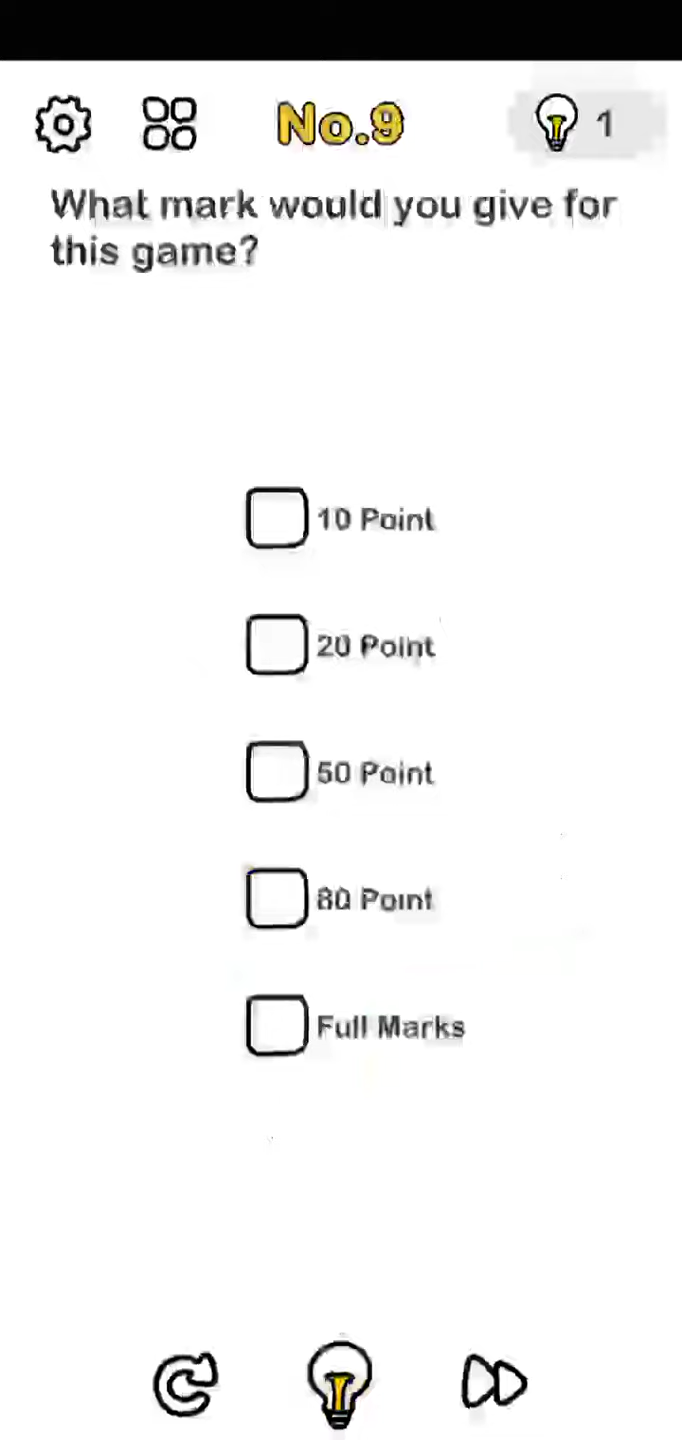 No.9
1
What mark would you give for
this game?
10 Point
20 Point
50 Point
80 Point
Full Marks